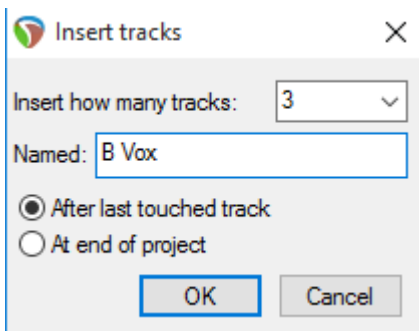 Insert tracks
Insert how many tracks: 3
Named: B Vox
After last touched track
At end of project
OK Cancel